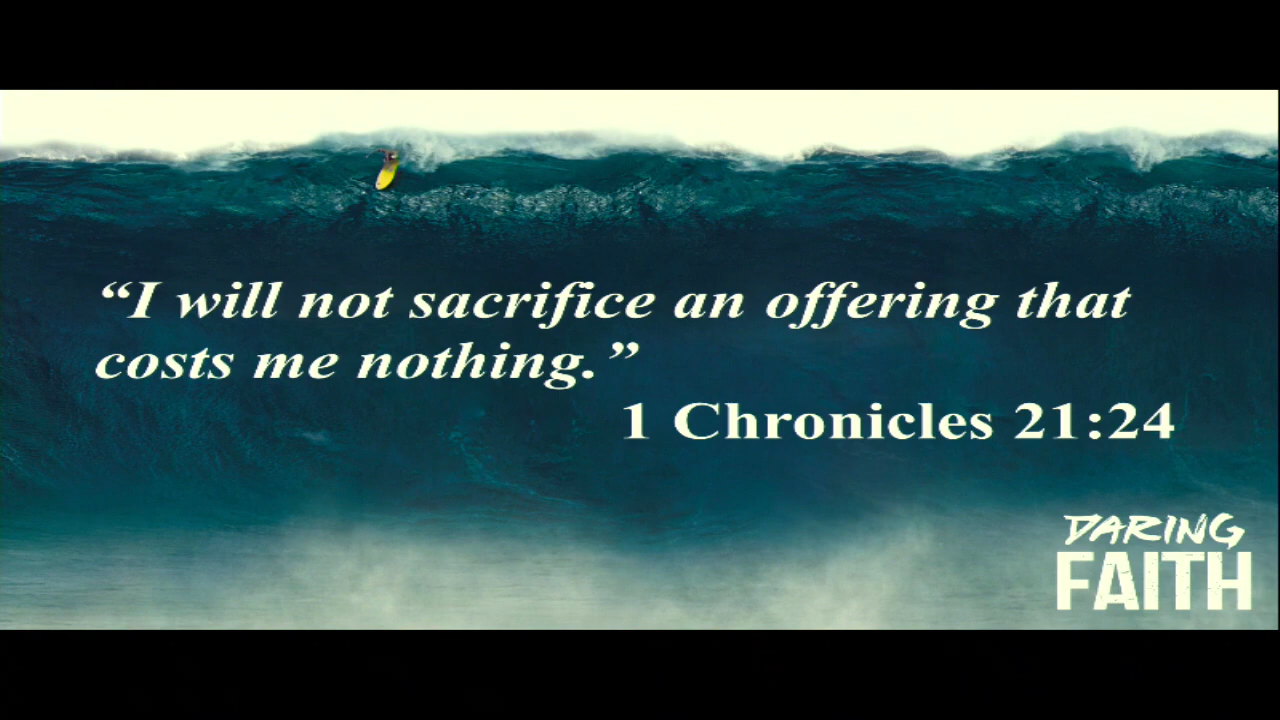 “I will not sacrifice an offering that
costs me nothing.”
1 Chronicles 21:24
DARING
FAITH